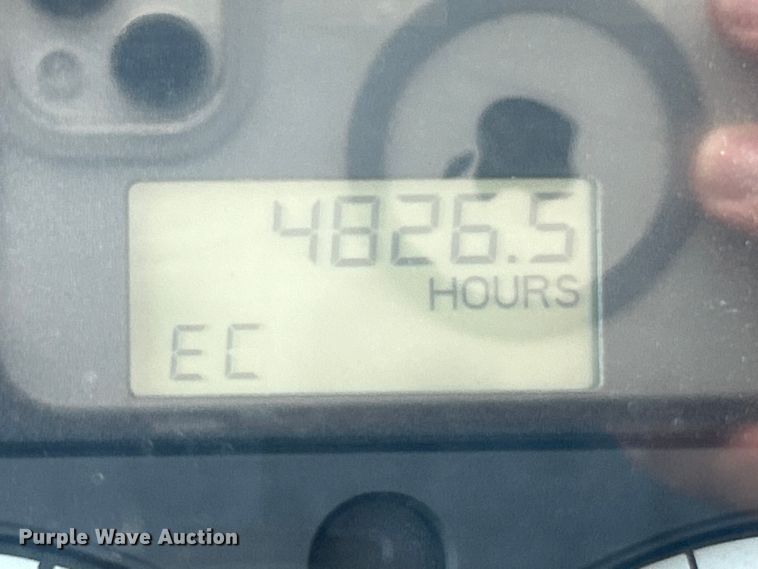 4826.5
HOURS
EC
Purple Wave Auction